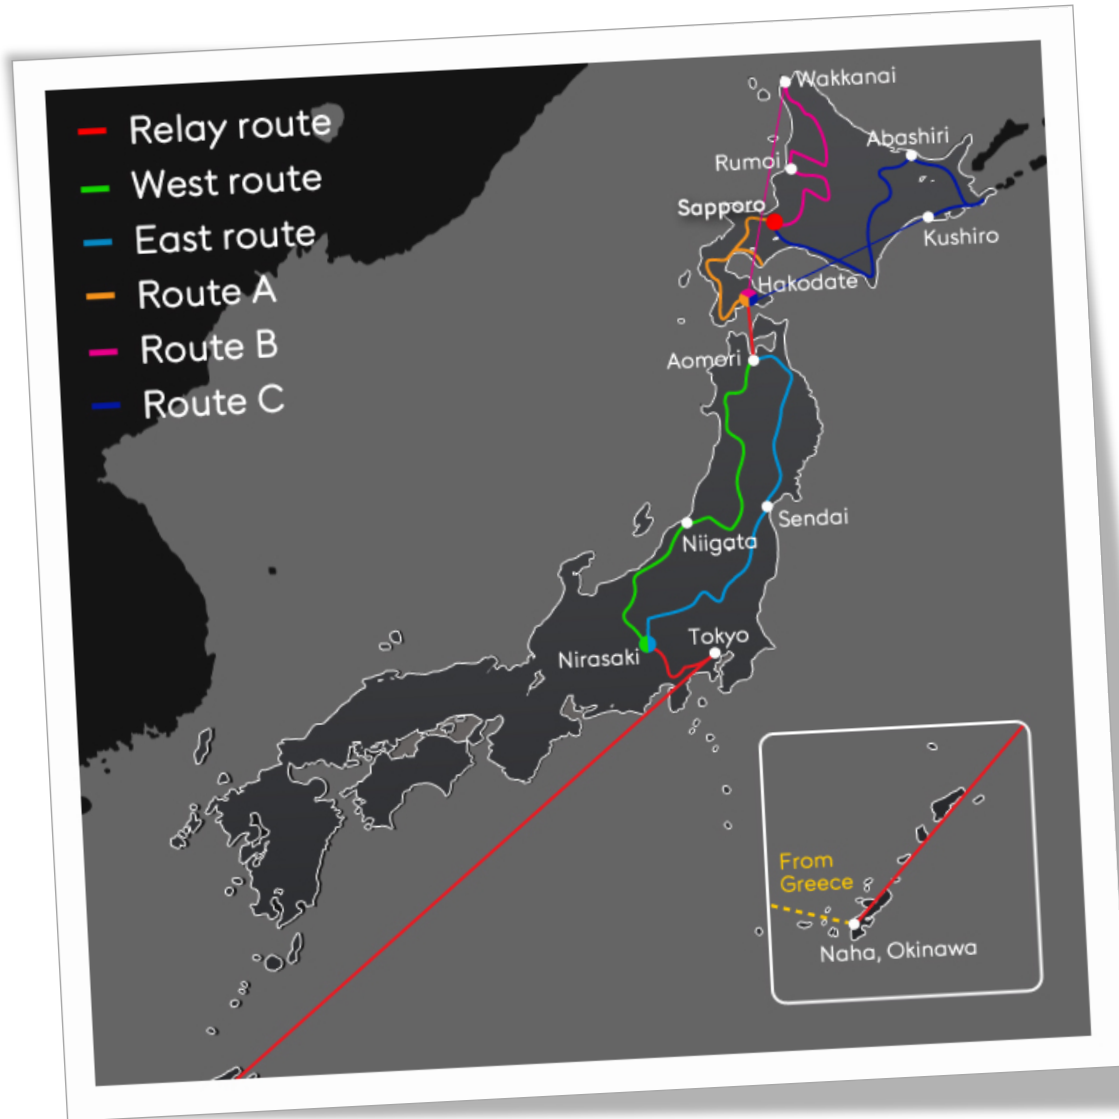 Relay route
West route
East route
Route A
Route B
Route C
Wakkanai
Abashiri
Rumoi
Sapporo
Kushiro
Hakodate
Aomori
Sendai
Niigata
Tokyo
Nirasaki
From
Greece
Naha, Okinawa